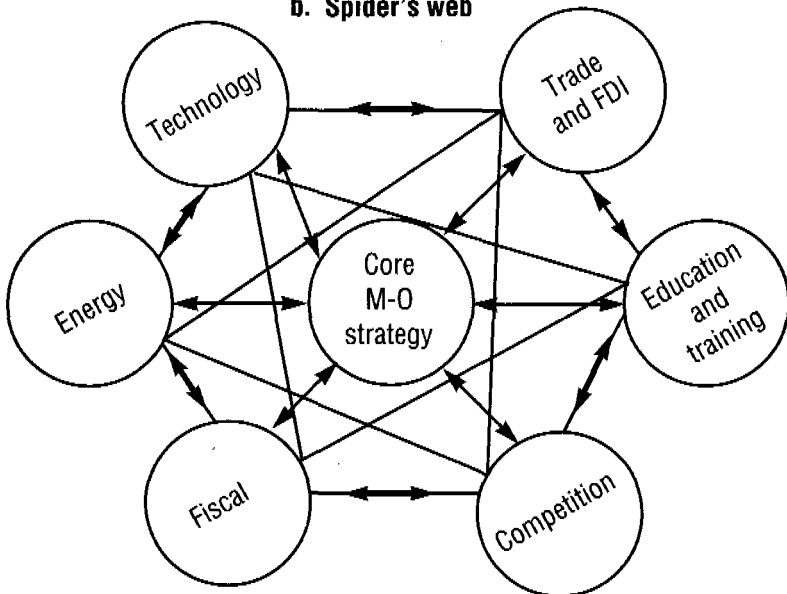 b. Spider's web
Technology
Trade
and FDI
Energy
Core
M-O
strategy
Education
and
training
Fiscal
Competition